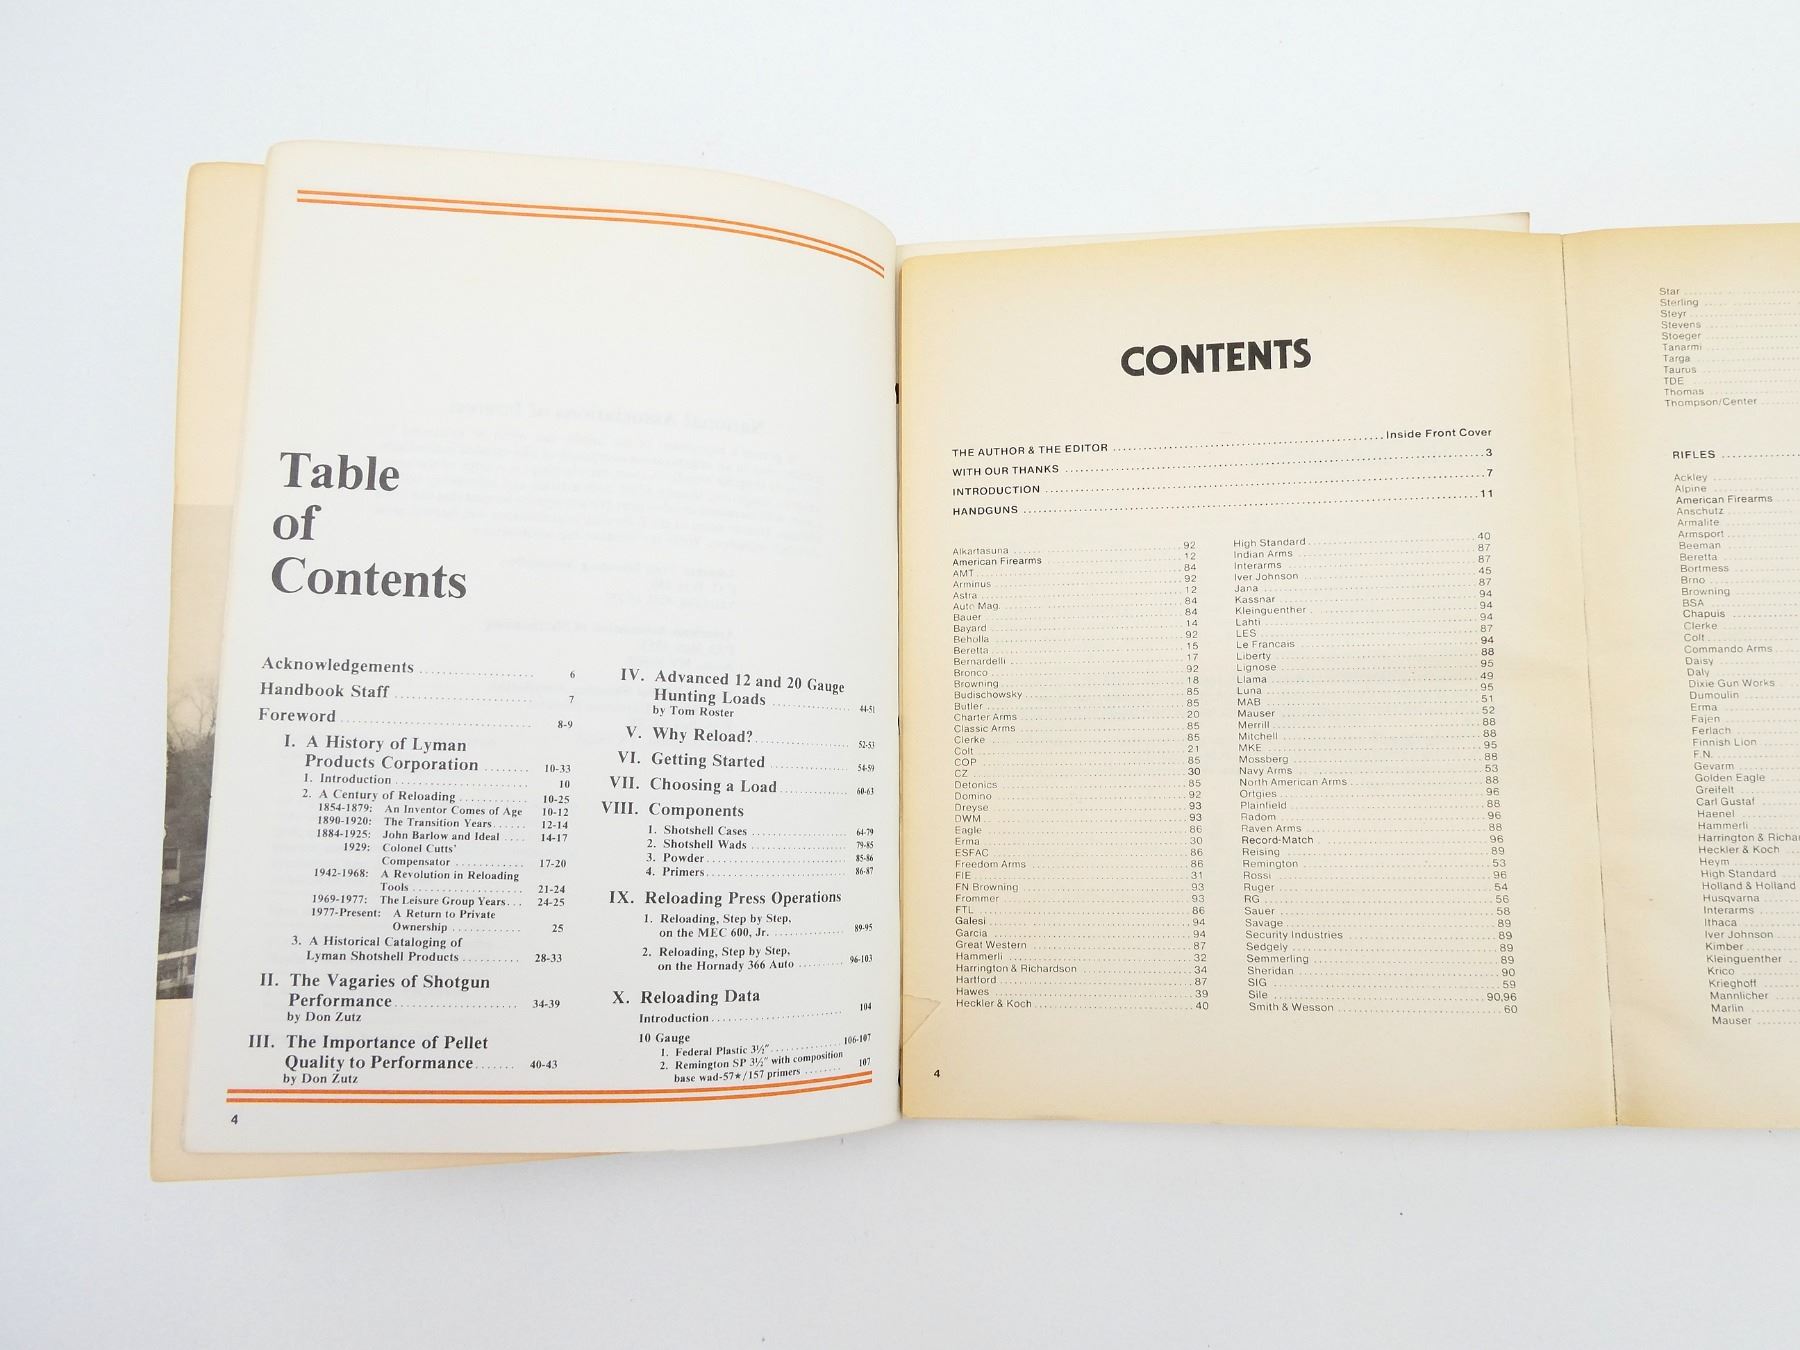 Table
of
Contents
Acknowledgements 6
Handbook Staff 7
Foreword 8-9
I. A History of Lyman
Products Corporation 10-33
1. Introduction 10
2. A Century of Reloading 10-25
1854-1879: An Inventor Comes of Age 10-12
1890-1920: The Transition Years 12-14
1884-1925: John Barlow and Ideal 14-17
1929: Colonel Cutts'
Compensator 17-20
1942-1968: A Revolution in Reloading
Tools 21-24
1969-1977: The Leisure Group Years 24-25
1977-Present: A Return to Private
Ownership 25
3. A Historical Cataloging of
Lyman Shotshell Products 28-33
II. The Vagaries of Shotgun
Performance 34-39
by Don Zutz
III. The Importance of Pellet
Quality to Performance 40-43
by Don Zutz
IV. Advanced 12 and 20 Gauge
Hunting Loads 44-51
by Tom Roster
V. Why Reload? 52-53
VI. Getting Started 54-59
VII. Choosing a Load 60-63
VIII. Components
1. Shotshell Cases 64-79
2. Shotshell Wads 79-85
3. Powder 85-86
4. Primers 86-87
IX. Reloading Press Operations
1. Reloading, Step by Step,
on the MEC 600, Jr. 89-95
2. Reloading, Step by Step,
on the Hornady 366 Auto 96-103
X. Reloading Data
Introduction 104
10 Gauge
1. Federal Plastic 3½" 106-107
2. Remington SP 3½" with composition
base wad-57★/157 primers 107
4
CONTENTS
THE AUTHOR & THE EDITOR Inside Front Cover
WITH OUR THANKS 3
INTRODUCTION 7
HANDGUNS 11
Alkartasuna 92
American Firearms 12
AMT 84
Arminus 92
Astra 12
Auto Mag. 84
Bauer 84
Bayard 14
Beholla 92
Beretta 15
Bernardelli 17
Bronco 92
Browning 18
Budischowsky 85
Butler 85
Charter Arms 20
Classic Arms 85
Clerke 85
Colt 21
COP 85
CZ 30
Detonics 85
Domino 92
Dreyse 93
DWM 93
Eagle 86
Erma 30
ESFAC 86
Freedom Arms 86
FIE 31
FN Browning 93
Frommer 93
FTL 86
Galesi 94
Garcia 94
Great Western 87
Hammerli 32
Harrington & Richardson 34
Hartford 87
Hawes 39
Heckler & Koch 40
High Standard 40
Indian Arms 87
Interarms 87
Iver Johnson 45
Jana 87
Kassnar 94
Kleinguenther 94
Lahti 94
LES 87
Le Francais 94
Liberty 88
Lignose 95
Llama 49
Luna 95
MAB 51
Mauser 52
Merrill 88
Mitchell 88
MKE 95
Mossberg 88
Navy Arms 53
North American Arms 88
Ortgies 96
Plainfield 88
Radom 96
Raven Arms 88
Record-Match 96
Reising 89
Remington 53
Rossi 96
Ruger 54
RG 56
Sauer 58
Savage 89
Security Industries 89
Sedgely 89
Semmerling 89
Sheridan 90
SIG 59
Sile 90,96
Smith & Wesson 60
4
Star
Sterling
Steyr
Stevens
Stoeger
Tanarmi
Targa
Taurus
TDE
Thomas
Thompson/Center
RIFLES
Ackley
Alpine
American Firearms
Anschutz
Armalite
Armsport
Beeman
Beretta
Bortmess
Brno
Browning
BSA
Chapuis
Clerke
Colt
Commando Arms
Daisy
Daly
Dixie Gun Works
Dumoulin
Erma
Fajen
Ferlach
Finnish Lion
F.N.
Gevarm
Golden Eagle
Greifelt
Carl Gustaf
Haenel
Hammerli
Harrington &
Heckler & Koch
Heym
High Standard
Holland & Holland
Husqvarna
Interarms
Ithaca
Iver Johnson
Kimber
Kleinguenther
Krico
Krieghoff
Mannlicher
Marlin
Mauser